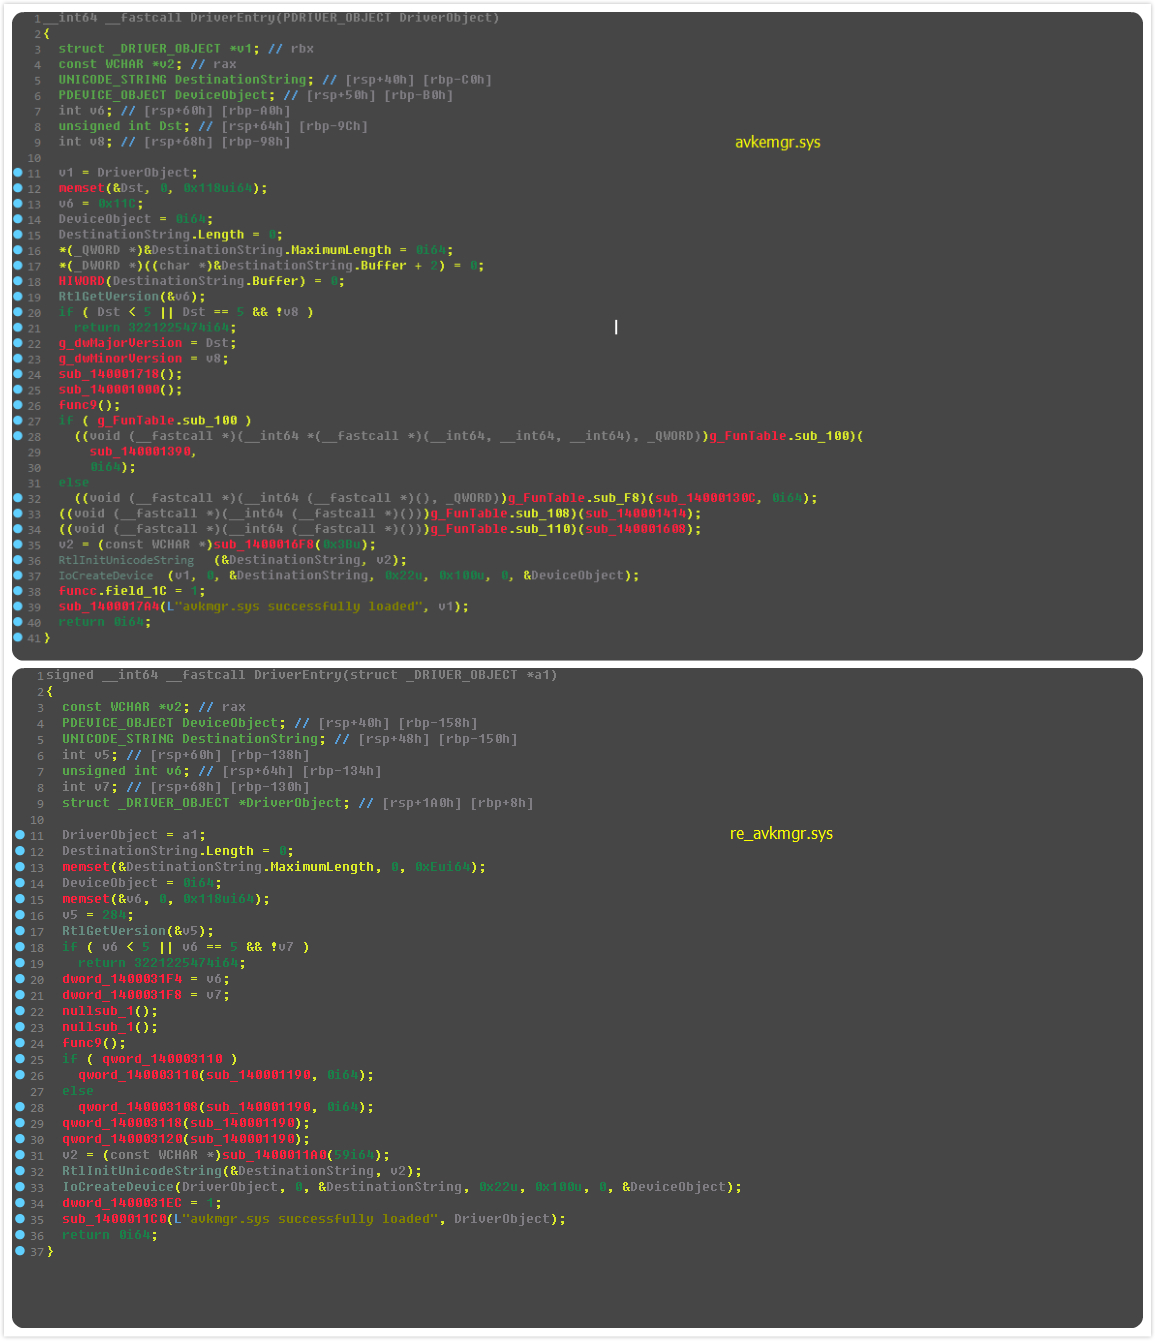 1 __int64 __fastcall DriverEntry(PDRIVER_OBJECT DriverObject)
2 {
3 struct _DRIVER_OBJECT *v1; // rbx
4 const WCHAR *v2; // rax
5 UNICODE_STRING DestinationString; // [rsp+40h] [rbp-C0h]
6 PDEVICE_OBJECT DeviceObject; // [rsp+50h] [rbp-B0h]
7 int v6; // [rsp+60h] [rbp-A0h]
8 unsigned int Dst; // [rsp+64h] [rbp-9Ch]
9 int v8; // [rsp+68h] [rbp-98h]
avkemgr.sys
10
11 v1 = DriverObject;
12 memset(&Dst, 0, 0x118ui64);
13 v6 = 0x11C;
14 DeviceObject = 0i64;
15 DestinationString.Length = 0;
16 *(_QWORD *)&DestinationString.MaximumLength = 0i64;
17 *(_DWORD *)((char *)&DestinationString.Buffer + 2) = 0;
18 HIWORD(DestinationString.Buffer) = 0;
19 RtlGetVersion(&v6);
20 if ( Dst < 5 || Dst == 5 && !v8 )
21 return 3221225474i64;
22 g_dwMajorVersion = Dst;
23 g_dwMinorVersion = v8;
24 sub_140001718();
25 sub_140001000();
26 func9();
27 if ( g_FunTable.sub_100 )
28 ((void (__fastcall *)(__int64 *(__fastcall *)(__int64, __int64, __int64), _QWORD))g_FunTable.sub_100)(
29 sub_140001390,
30 0i64);
31 else
32 ((void (__fastcall *)(__int64 (__fastcall *)(), _QWORD))g_FunTable.sub_F8)(sub_14000130C, 0i64);
33 ((void (__fastcall *)(__int64 (__fastcall *)()))g_FunTable.sub_108)(sub_140001414);
34 ((void (__fastcall *)(__int64 (__fastcall *)()))g_FunTable.sub_110)(sub_140001608);
35 v2 = (const WCHAR *)sub_1400016F8(0x3Bu);
36 RtlInitUnicodeString (&DestinationString, v2);
37 IoCreateDevice (v1, 0, &DestinationString, 0x22u, 0x100u, 0, &DeviceObject);
38 funcc.field_1C = 1;
39 sub_1400017A4(L"avkmgr.sys successfully loaded", v1);
40 return 0i64;
41 }
1 signed __int64 __fastcall DriverEntry(struct _DRIVER_OBJECT *a1)
2 {
3 const WCHAR *v2; // rax
4 PDEVICE_OBJECT DeviceObject; // [rsp+40h] [rbp-158h]
5 UNICODE_STRING DestinationString; // [rsp+48h] [rbp-150h]
6 int v5; // [rsp+60h] [rbp-138h]
7 unsigned int v6; // [rsp+64h] [rbp-134h]
8 int v7; // [rsp+68h] [rbp-130h]
9 struct _DRIVER_OBJECT *DriverObject; // [rsp+1A0h] [rbp+8h]
10
11 DriverObject = a1;
re_avkmgr.sys
12 DestinationString.Length = 0;
13 memset(&DestinationString.MaximumLength, 0, 0xEui64);
14 DeviceObject = 0i64;
15 memset(&v6, 0, 0x118ui64);
16 v5 = 284;
17 RtlGetVersion(&v5);
18 if ( v6 < 5 || v6 == 5 && !v7 )
19 return 3221225474i64;
20 dword_1400031F4 = v6;
21 dword_1400031F8 = v7;
22 nullsub_1();
23 nullsub_1();
24 func9();
25 if ( qword_140003110 )
26 qword_140003110(sub_140001190, 0i64);
27 else
28 qword_140003108(sub_140001190, 0i64);
29 qword_140003118(sub_140001190);
30 qword_140003120(sub_140001190);
31 v2 = (const WCHAR *)sub_1400011A0(59i64);
32 RtlInitUnicodeString(&DestinationString, v2);
33 IoCreateDevice(DriverObject, 0, &DestinationString, 0x22u, 0x100u, 0, &DeviceObject);
34 dword_1400031EC = 1;
35 sub_1400011C0(L"avkmgr.sys successfully loaded", DriverObject);
36 return 0i64;
37 }